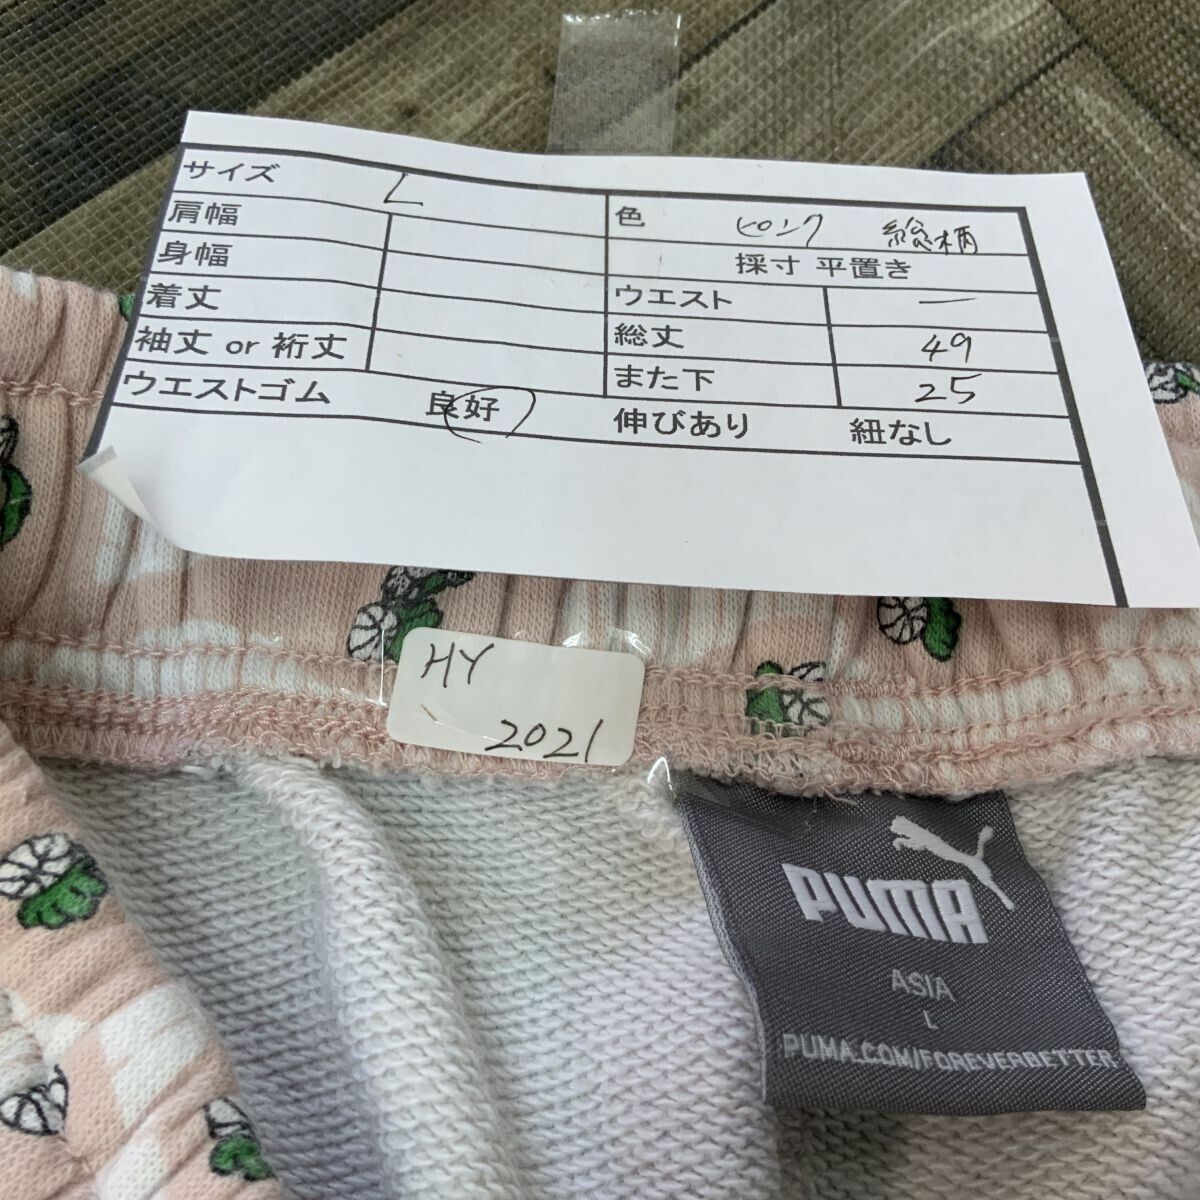 サイズ L
肩幅
身幅
着丈
袖丈 or 裄丈
色 ピンク 総柄
採寸 平置き
ウエスト ー
総丈 49
また下 25
ウエストゴム 良好 伸びあり 紐なし
HY
2021
PUMA
ASIA
L
PUMA.COM/FOREVERBETTER